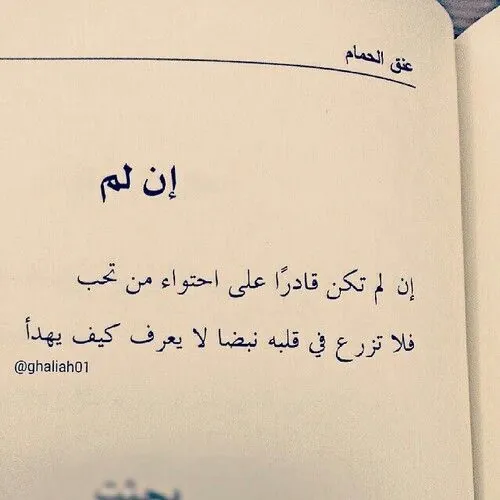 عنق الحمام
إن لم
إن لم تكن قادرًا على احتواء من تحب
فلا تزرع في قلبه نبضا لا يعرف كيف يهدأ
@ghaliah01